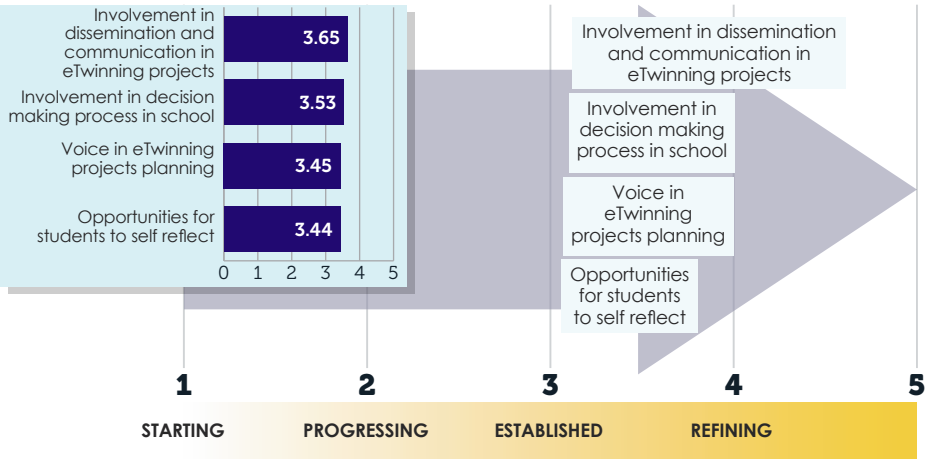 Involvement in
dissemination and
communication in
eTwinning projects
3.65
Involvement in decision
making process in school
3.53
Voice in eTwinning
projects planning
3.45
Opportunities for
students to self reflect
3.44
0 1 2 3 4 5
Involvement in dissemination
and communication in
eTwinning projects
Involvement in
decision making
process in school
Voice in
eTwinning
projects planning
Opportunities
for students
to self reflect
1 2 3 4 5
STARTING PROGRESSING ESTABLISHED REFINING